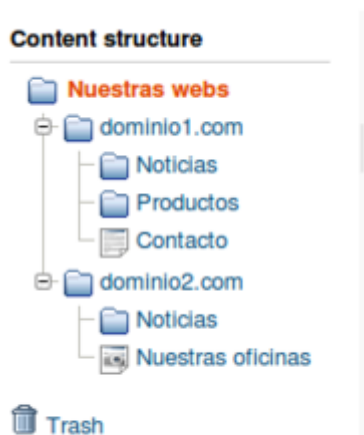 Content structure
Nuestras webs
dominio1.com
Noticias
Productos
Contacto
dominio2.com
Noticias
Nuestras oficinas
Trash